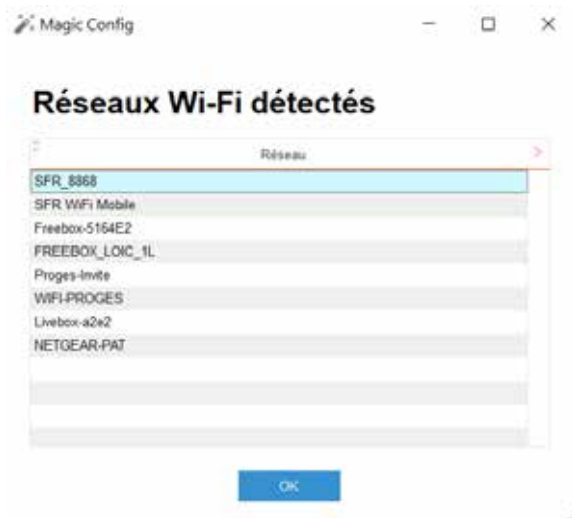 Magic Config
Réseaux Wi-Fi détectés
Réseau
SFR_8868
SFR WiFi Mobile
Freebox-5164E2
FREEBOX_LOIC_1L
Proges-Invite
WIFI-PROGES
Livebox-a2e2
NETGEAR-PAT
OK